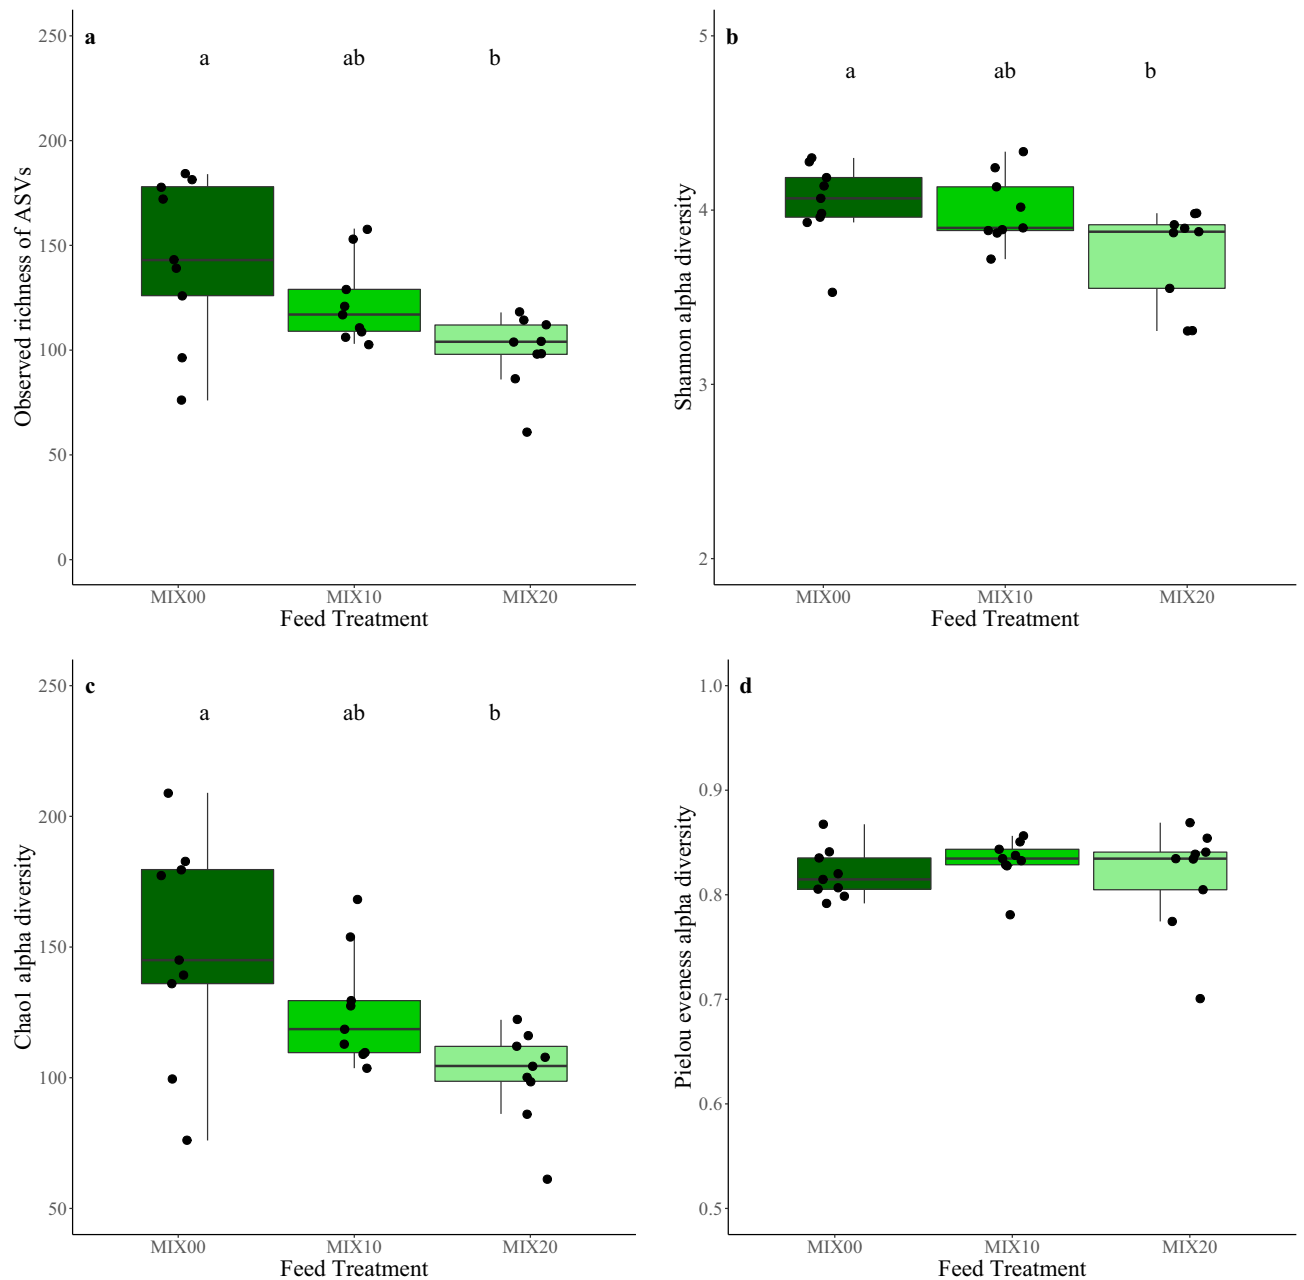 a
a ab b
Observed richness of ASVs
250
200
150
100
50
0
MIX00 MIX10 MIX20
Feed Treatment
b
a ab b
Shannon alpha diversity
5
4
3
2
MIX00 MIX10 MIX20
Feed Treatment
c
a ab b
Chao1 alpha diversity
250
200
150
100
50
MIX00 MIX10 MIX20
Feed Treatment
d
Pielou eveness alpha diversity
1.0
0.9
0.8
0.7
0.6
0.5
MIX00 MIX10 MIX20
Feed Treatment